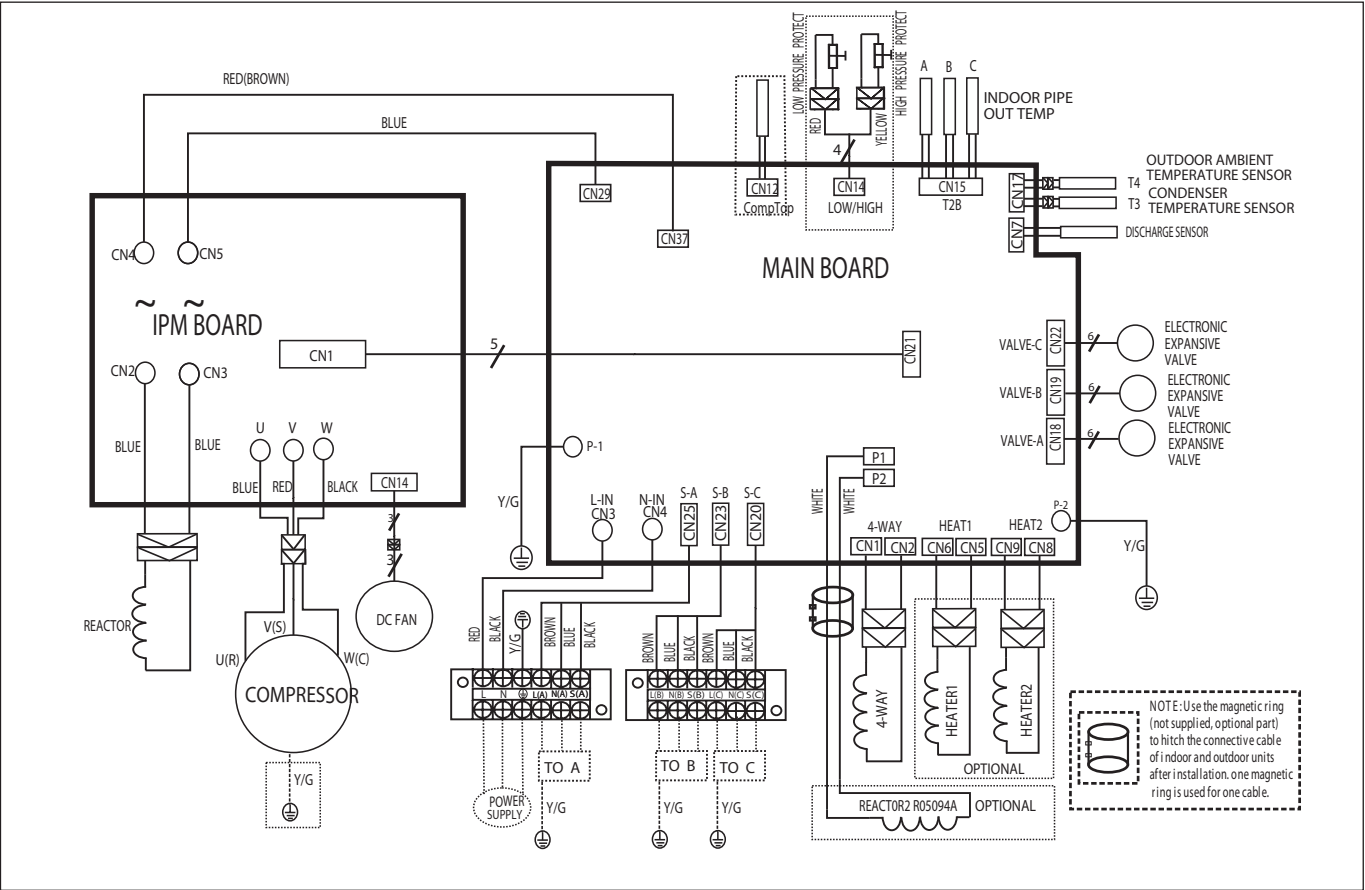 RED(BROWN)
BLUE
LOW PRESSURE PROTECT
HIGH PRESSURE PROTECT
RED
YELLOW
4
A B C
INDOOR PIPE
OUT TEMP
CN12
CompTop
CN14
LOW/HIGH
CN15
T2B
CN17
T4
T3
OUTDOOR AMBIENT
TEMPERATURE SENSOR
CONDENSER
TEMPERATURE SENSOR
CN7
DISCHARGE SENSOR
CN29
CN37
MAIN BOARD
CN4
CN5
~ ~
IPM BOARD
CN1
5
CN21
CN2
CN3
BLUE
BLUE
U V W
BLUE
RED
BLACK
CN14
3
3
DC FAN
REACTOR
V(S)
U(R)
W(C)
COMPRESSOR
Y/G
VALVE-C
CN22
6
ELECTRONIC
EXPANSIVE
VALVE
VALVE-B
CN19
6
ELECTRONIC
EXPANSIVE
VALVE
VALVE-A
CN18
6
ELECTRONIC
EXPANSIVE
VALVE
P-1
Y/G
L-IN
CN3
N-IN
CN4
S-A
CN25
S-B
CN23
S-C
CN20
P1
P2
WHITE
WHITE
4-WAY
CN1
CN2
HEAT1
CN6
CN5
HEAT2
CN9
CN8
P-2
Y/G
RED
BLACK
Y/G
BROWN
BLUE
BLACK
BROWN
BLUE
BLACK
BROWN
BLUE
BLACK
L N L(A) N(A) S(A)
L(B) N(B) S(B) L(C) N(C) S(C)
POWER
SUPPLY
TO A
Y/G
TO B
Y/G
TO C
Y/G
4-WAY
HEATER1
HEATER2
OPTIONAL
REACTOR2 R05094A
OPTIONAL
NOTE:Use the magnetic ring
(not supplied, optional part)
to hitch the connective cable
of indoor and outdoor units
after installation. one magnetic
ring is used for one cable.